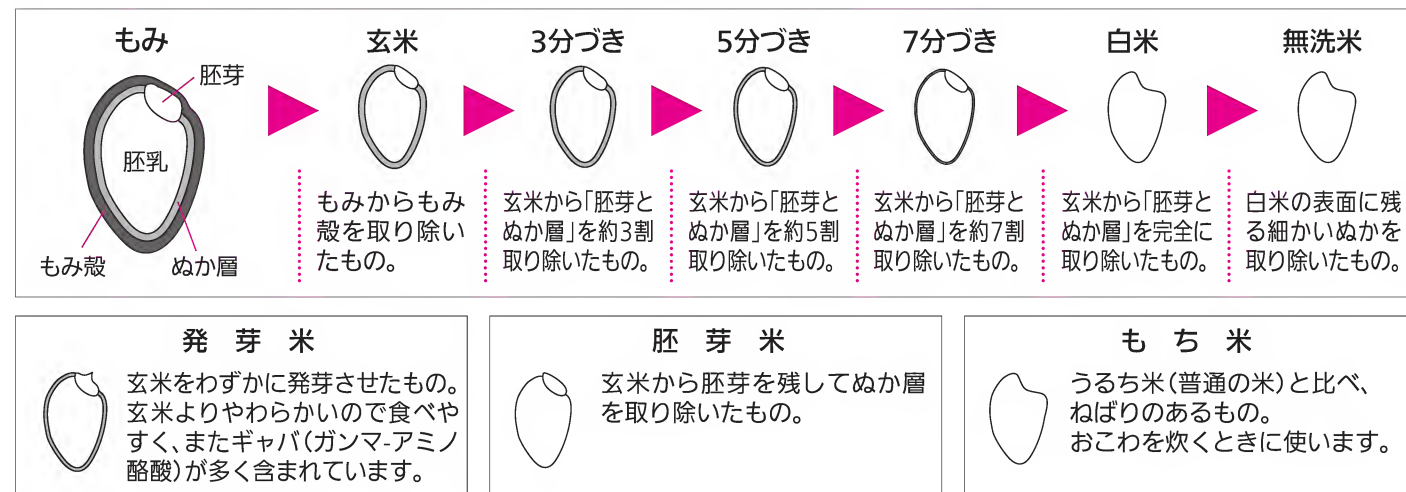 もみ
胚芽
胚乳
もみ殻
ぬか層
玄米
もみからもみ
殻を取り除い
たもの。
3分づき
玄米から「胚芽と
ぬか層」を約3割
取り除いたもの。
5分づき
玄米から「胚芽と
ぬか層」を約5割
取り除いたもの。
7分づき
玄米から「胚芽と
ぬか層」を約7割
取り除いたもの。
白米
玄米から「胚芽と
ぬか層」を完全に
取り除いたもの。
無洗米
白米の表面に残
る細かいぬかを
取り除いたもの。
発芽米
玄米をわずかに発芽させたもの。
玄米よりやわらかいので食べや
すく、またギャバ(ガンマ-アミノ
酪酸)が多く含まれています。
胚芽米
玄米から胚芽を残してぬか層
を取り除いたもの。
もち米
うるち米(普通の米)と比べ、
ねばりのあるもの。
おこわを炊くときに使います。